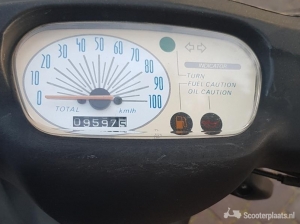 INDICATOR
TURN
FUEL CAUTION
OIL CAUTION
0
10
20
30
40
50
60
70
80
90
100
TOTAL
km/h
09597
Scooterplaats.nl